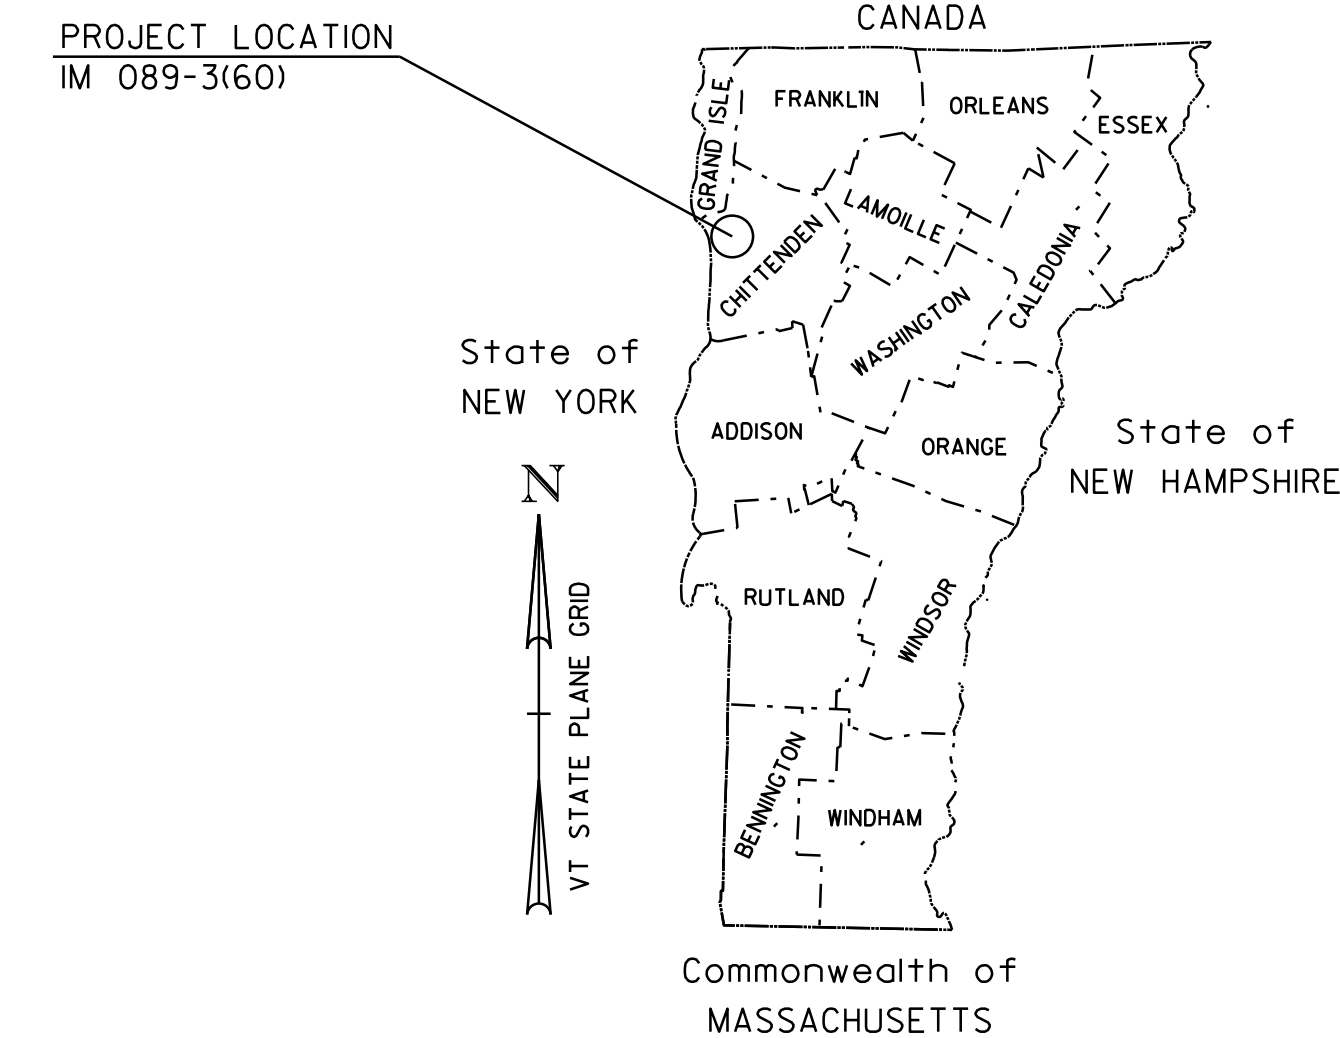 CANADA
PROJECT LOCATION
IM 089-3(60)
FRANKLIN
ORLEANS
ESSEX
GRAND ISLE
LAMOILLE
CHITTENDEN
CALEDONIA
WASHINGTON
State of
NEW YORK
ADDISON
ORANGE
State of
NEW HAMPSHIRE
N
VT STATE PLANE GRID
RUTLAND
WINDSOR
BENNINGTON
WINDHAM
Commonwealth of
MASSACHUSETTS